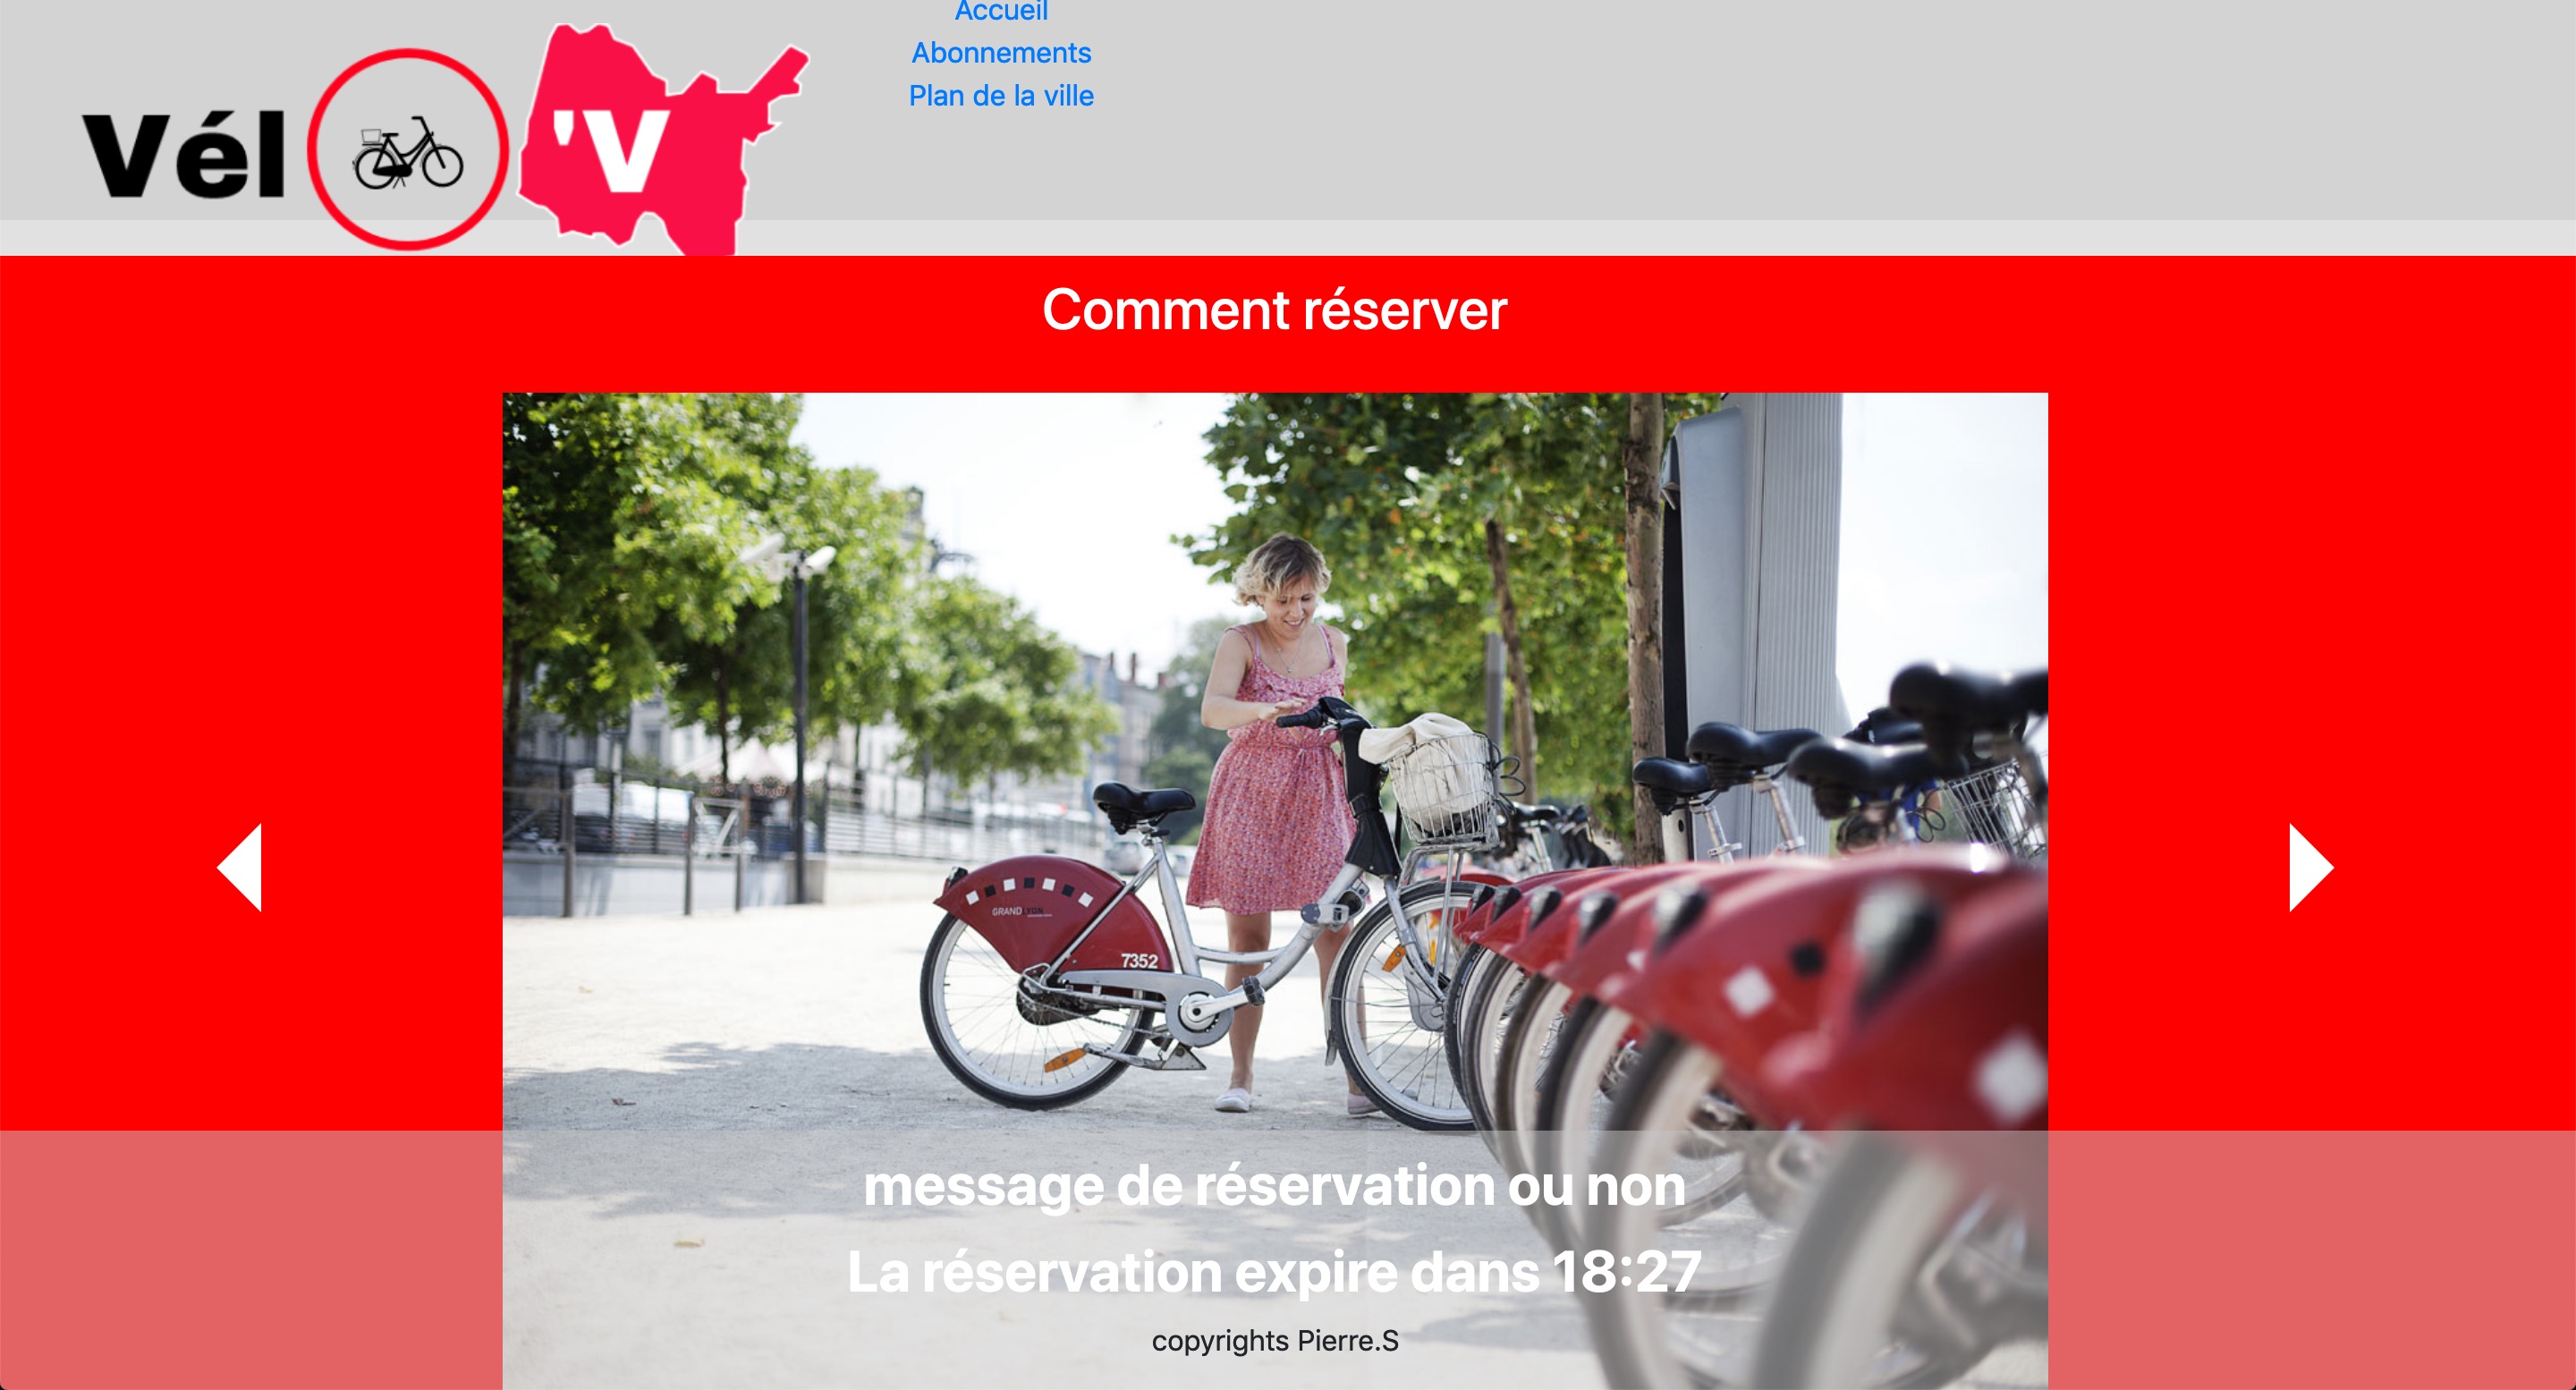 Accueil
Abonnements
Plan de la ville
Vél 'V
Comment réserver
GRAND LYON
7352
message de réservation ou non
La réservation expire dans 18:27
copyrights Pierre.S